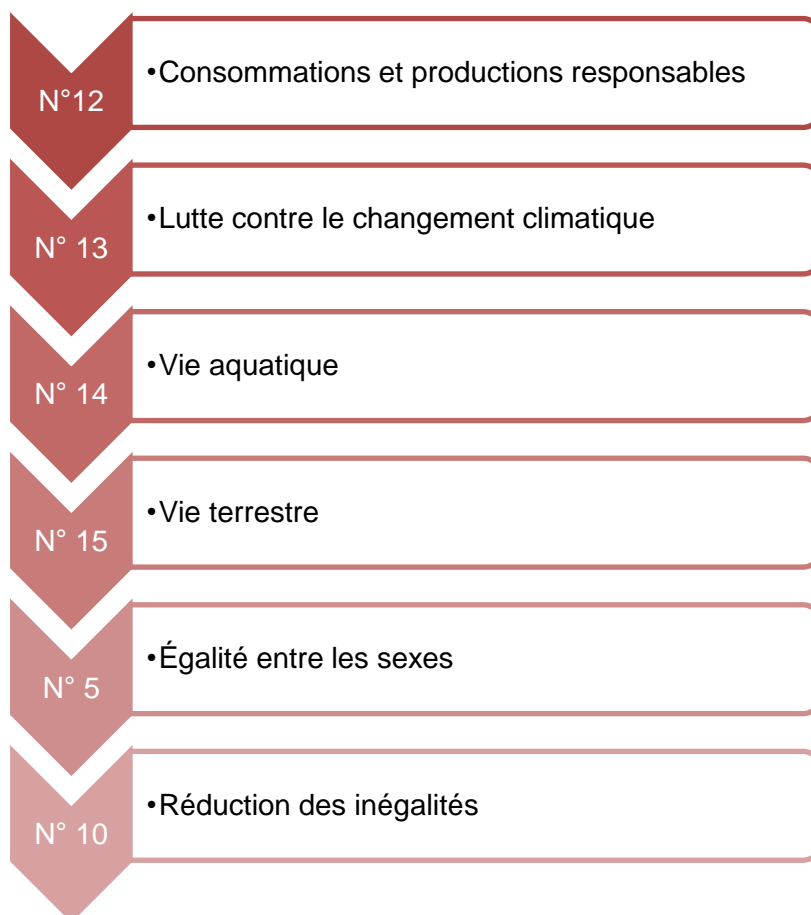 N°12
•Consommations et productions responsables
N° 13
•Lutte contre le changement climatique
N° 14
•Vie aquatique
N° 15
•Vie terrestre
N° 5
•Égalité entre les sexes
N° 10
•Réduction des inégalités